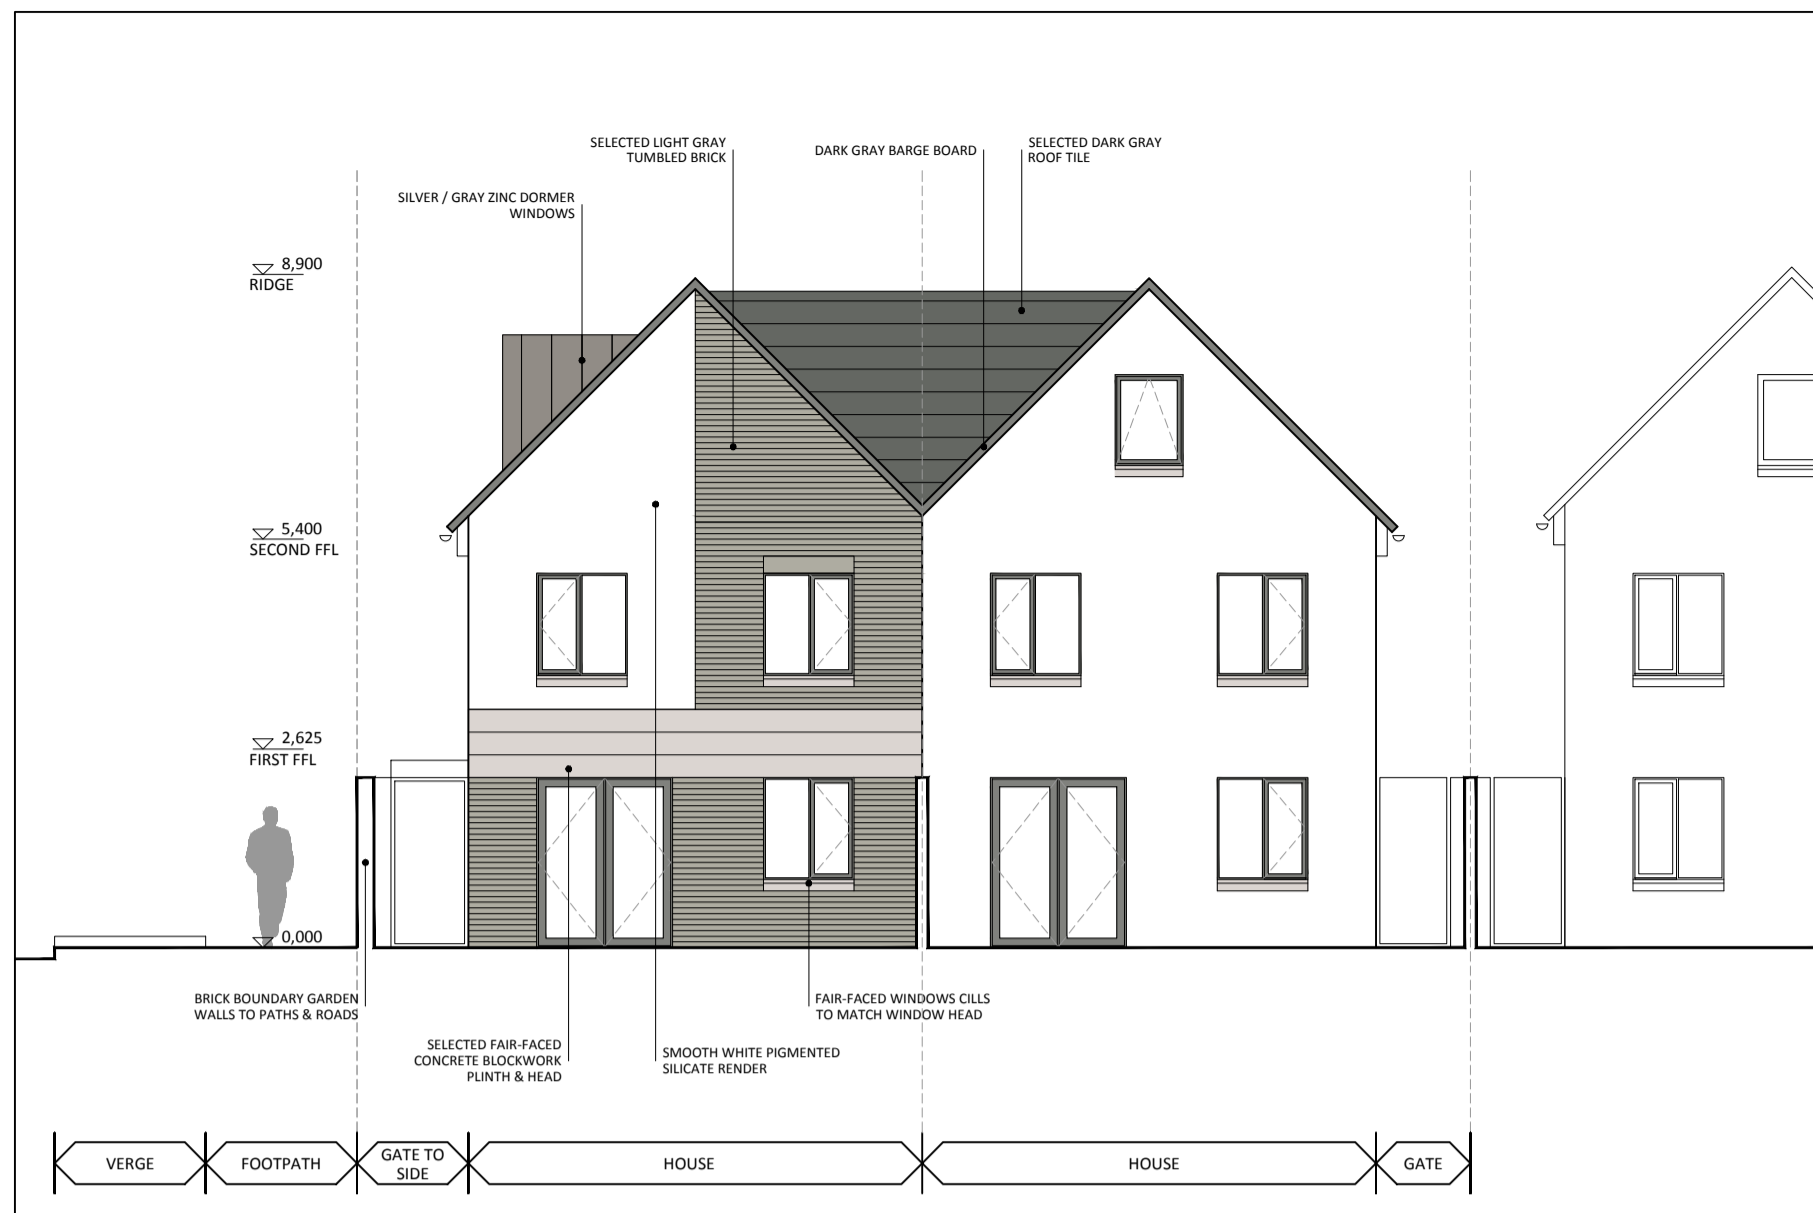 SELECTED LIGHT GRAY
TUMBLED BRICK
DARK GRAY BARGE BOARD
SELECTED DARK GRAY
ROOF TILE
SILVER / GRAY ZINC DORMER
WINDOWS
8,900
RIDGE
5,400
SECOND FFL
2,625
FIRST FFL
0,000
BRICK BOUNDARY GARDEN
WALLS TO PATHS & ROADS
FAIR-FACED WINDOWS CILLS
TO MATCH WINDOW HEAD
SELECTED FAIR-FACED
CONCRETE BLOCKWORK
PLINTH & HEAD
SMOOTH WHITE PIGMENTED
SILICATE RENDER
VERGE
FOOTPATH
GATE TO
SIDE
HOUSE
HOUSE
GATE